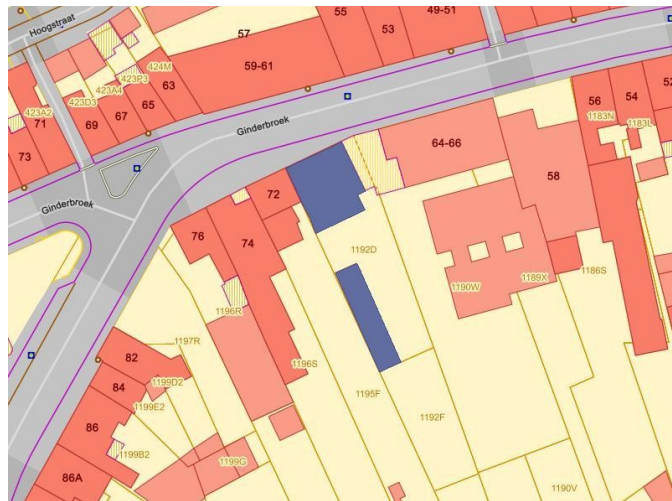 Hoogstraat
55
53
49-51
57
424M
423P3
423A4
423D3
423A2
59-61
63
65
67
69
71
73
Ginderbroek
Ginderbroek
56
54
52
1183N
1183L
64-66
58
72
74
76
1192D
1190W
1189X
1186S
1196R
1196S
1197R
1195F
1192F
82
84
86
86A
1199D2
1199E2
1199B2
1199G
1190V